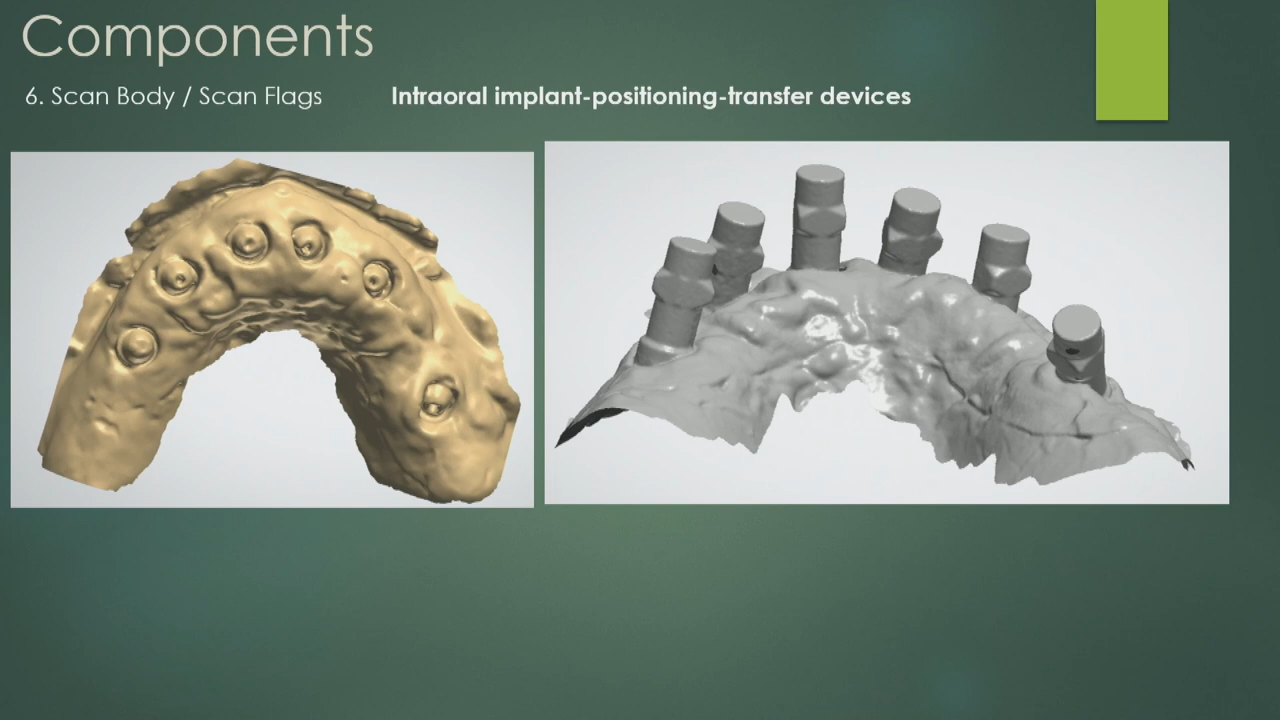 Components
6. Scan Body / Scan Flags Intraoral implant-positioning-transfer devices